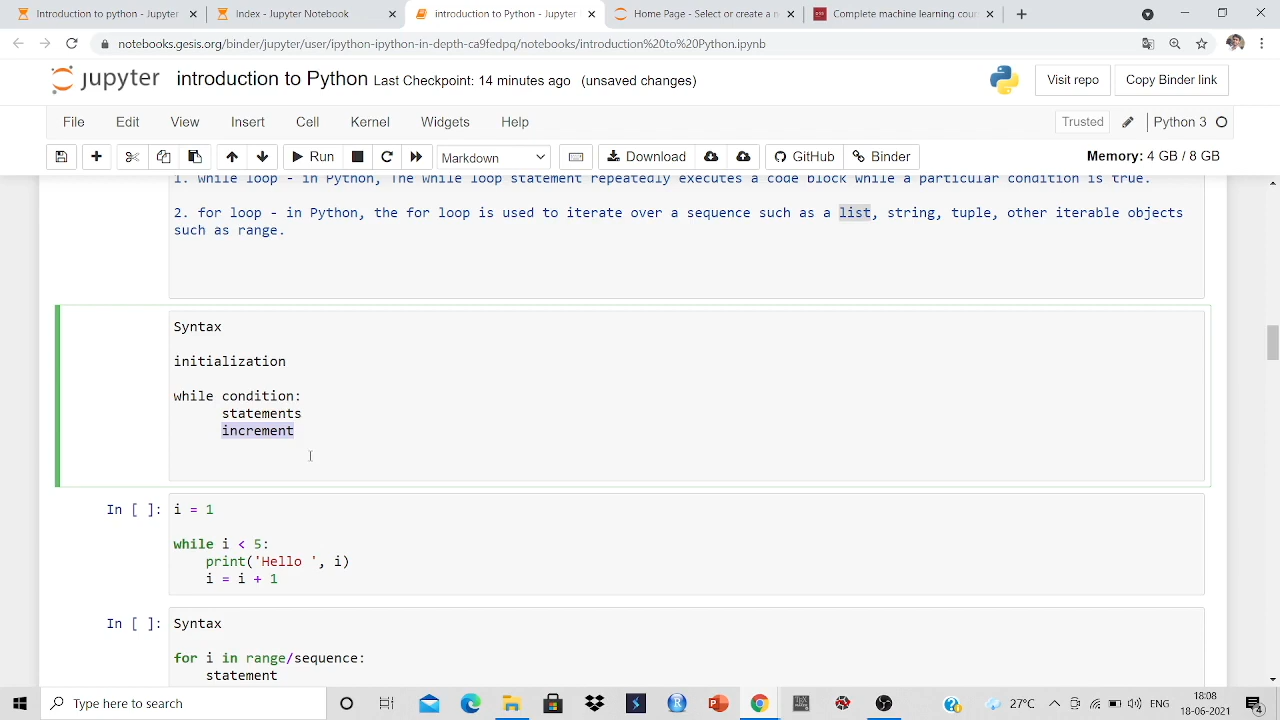 introduction to Python - Jupyter
Index - Jupyter Notebook
introduction to Python - Jupyter
Home Page - Select or create a n
Complete machine learning cour
notebooks.gesis.org/binder/jupyter/user/ipython-ipython-in-depth-ca9fedpq/notebooks/introduction%20to%20Python.ipynb
jupyter introduction to Python Last Checkpoint: 14 minutes ago (unsaved changes)
Visit repo
Copy Binder link
File Edit View Insert Cell Kernel Widgets Help
Trusted
Python 3
Run
Markdown
Download
GitHub
Binder
Memory: 4 GB / 8 GB
1. while loop - in Python, The while loop statement repeatedly executes a code block while a particular condition is true.
2. for loop - in Python, the for loop is used to iterate over a sequence such as a list, string, tuple, other iterable objects
such as range.
Syntax
initialization
while condition:
statements
increment
In [ ]: i = 1
while i < 5:
print('Hello ', i)
i = i + 1
In [ ]: Syntax
for i in range/sequence:
statement
Type here to search
27°C
ENG
18:08
18-06-2021
4